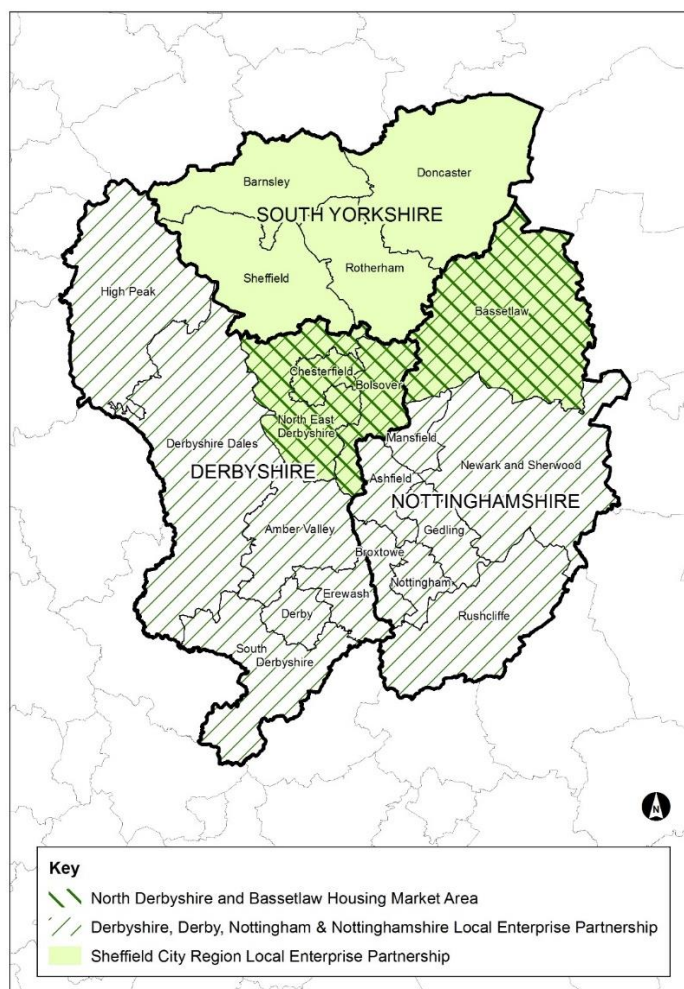 Barnsley
Doncaster
SOUTH YORKSHIRE
Sheffield
Rotherham
High Peak
Bassetlaw
Chesterfield
Bolsover
North East
Derbyshire
Derbyshire Dales
Mansfield
DERBYSHIRE
Ashfield
Newark and Sherwood
NOTTINGHAMSHIRE
Amber Valley
Gedling
Broxtowe
Nottingham
Erewash
Derby
Rushcliffe
South
Derbyshire
N
Key
North Derbyshire and Bassetlaw Housing Market Area
Derbyshire, Derby, Nottingham & Nottinghamshire Local Enterprise Partnership
Sheffield City Region Local Enterprise Partnership